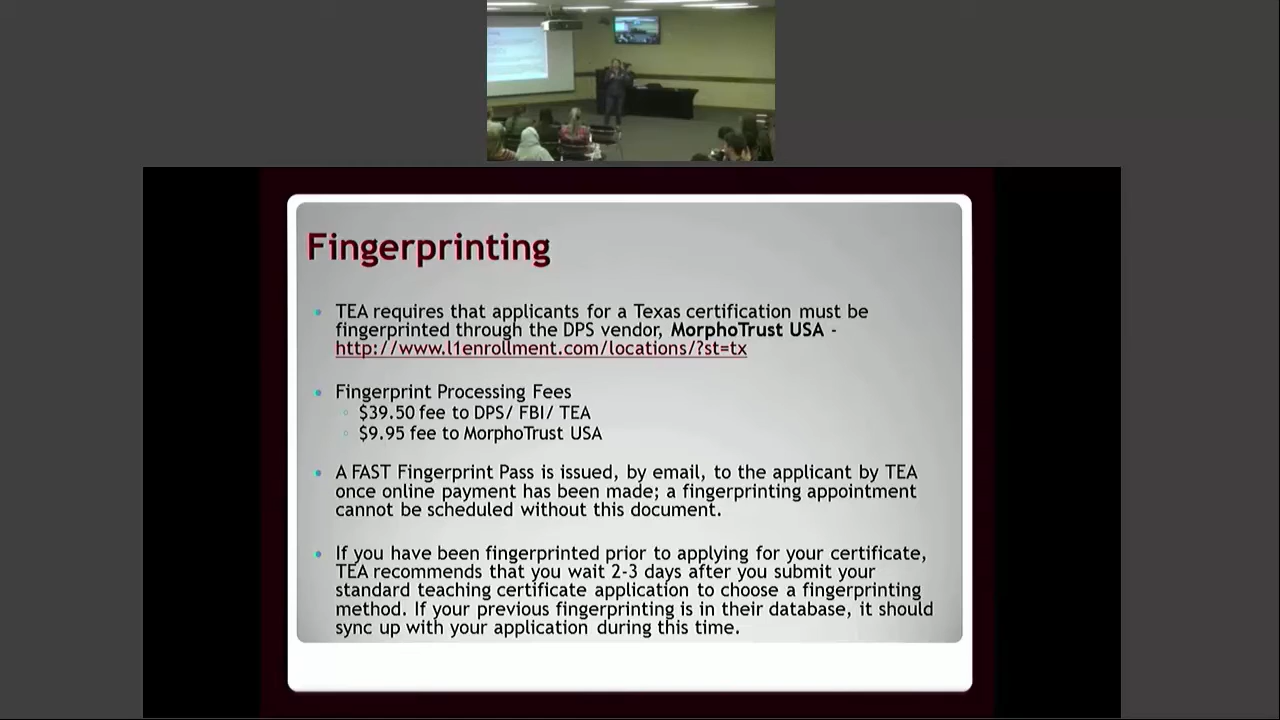 Fingerprinting
TEA requires that applicants for a Texas certification must be
fingerprinted through the DPS vendor, MorphoTrust USA -
http://www.l1enrollment.com/locations/?st=tx
Fingerprint Processing Fees
$39.50 fee to DPS/ FBI/ TEA
$9.95 fee to MorphoTrust USA
A FAST Fingerprint Pass is issued, by email, to the applicant by TEA
once online payment has been made; a fingerprinting appointment
cannot be scheduled without this document.
If you have been fingerprinted prior to applying for your certificate,
TEA recommends that you wait 2-3 days after you submit your
standard teaching certificate application to choose a fingerprinting
method. If your previous fingerprinting is in their database, it should
sync up with your application during this time.